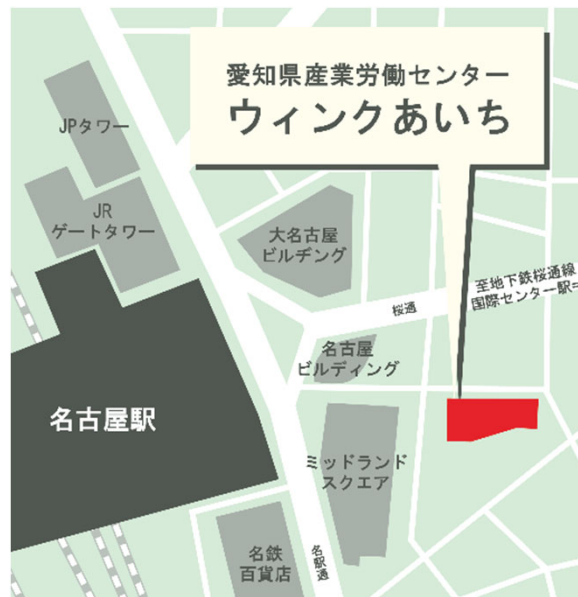 愛知県産業労働センター
ウィンクあいち
JPタワー
JR
ゲートタワー
大名古屋
ビルヂング
至地下鉄桜通線
国際センター駅⇒
桜通
名古屋
ビルディング
名古屋駅
ミッドランド
スクエア
名鉄
百貨店
名駅通